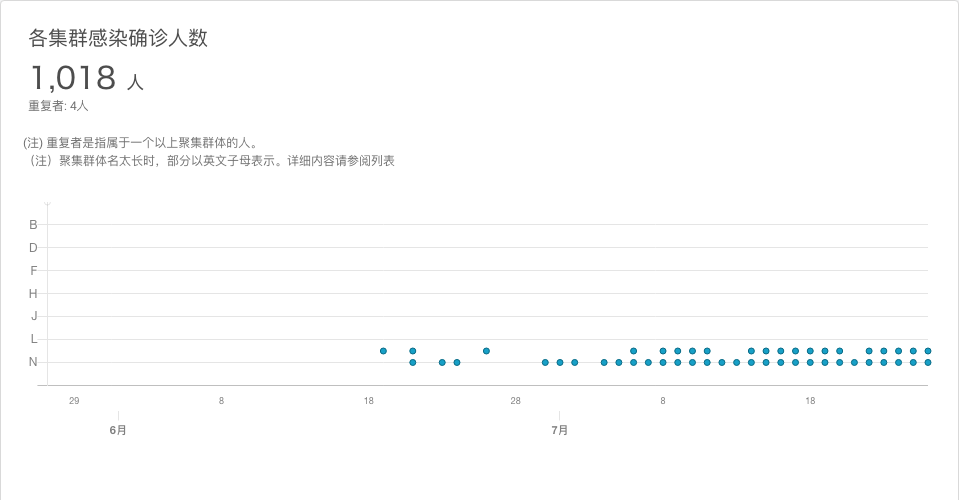 各集群感染确诊人数
1,018 人
重复者: 4人
(注) 重复者是指属于一个以上聚集群体的人。
（注）聚集群体名太长时，部分以英文子母表示。详细内容请参阅列表
B
D
F
H
J
L
N
29 8 18 28 8 18
6月 7月